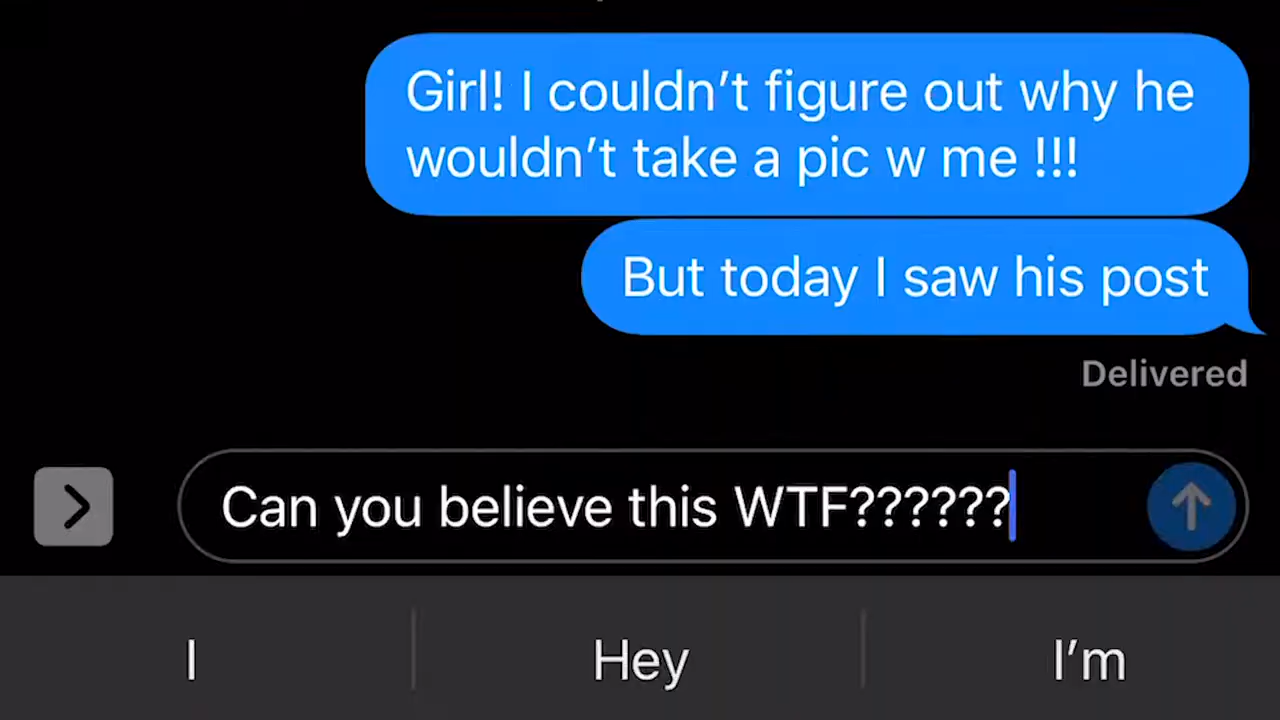 Girl! I couldn’t figure out why he
wouldn’t take a pic w me !!!
But today I saw his post
Delivered
Can you believe this WTF??????
I
Hey
I’m